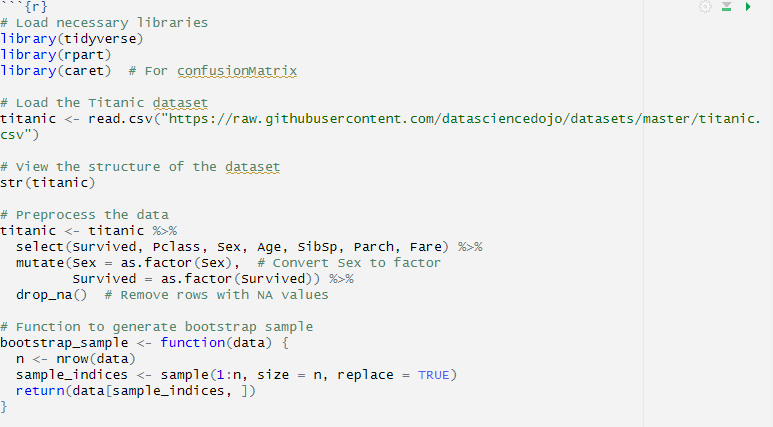 ```{r}
# Load necessary libraries
library(tidyverse)
library(rpart)
library(caret)  # For confusionMatrix

# Load the Titanic dataset
titanic <- read.csv("https://raw.githubusercontent.com/datasciencedojo/datasets/master/titanic.
csv")

# View the structure of the dataset
str(titanic)

# Preprocess the data
titanic <- titanic %>%
  select(Survived, Pclass, Sex, Age, SibSp, Parch, Fare) %>%
  mutate(Sex = as.factor(Sex),  # Convert Sex to factor
         Survived = as.factor(Survived)) %>%
  drop_na()  # Remove rows with NA values

# Function to generate bootstrap sample
bootstrap_sample <- function(data) {
  n <- nrow(data)
  sample_indices <- sample(1:n, size = n, replace = TRUE)
  return(data[sample_indices, ])
}